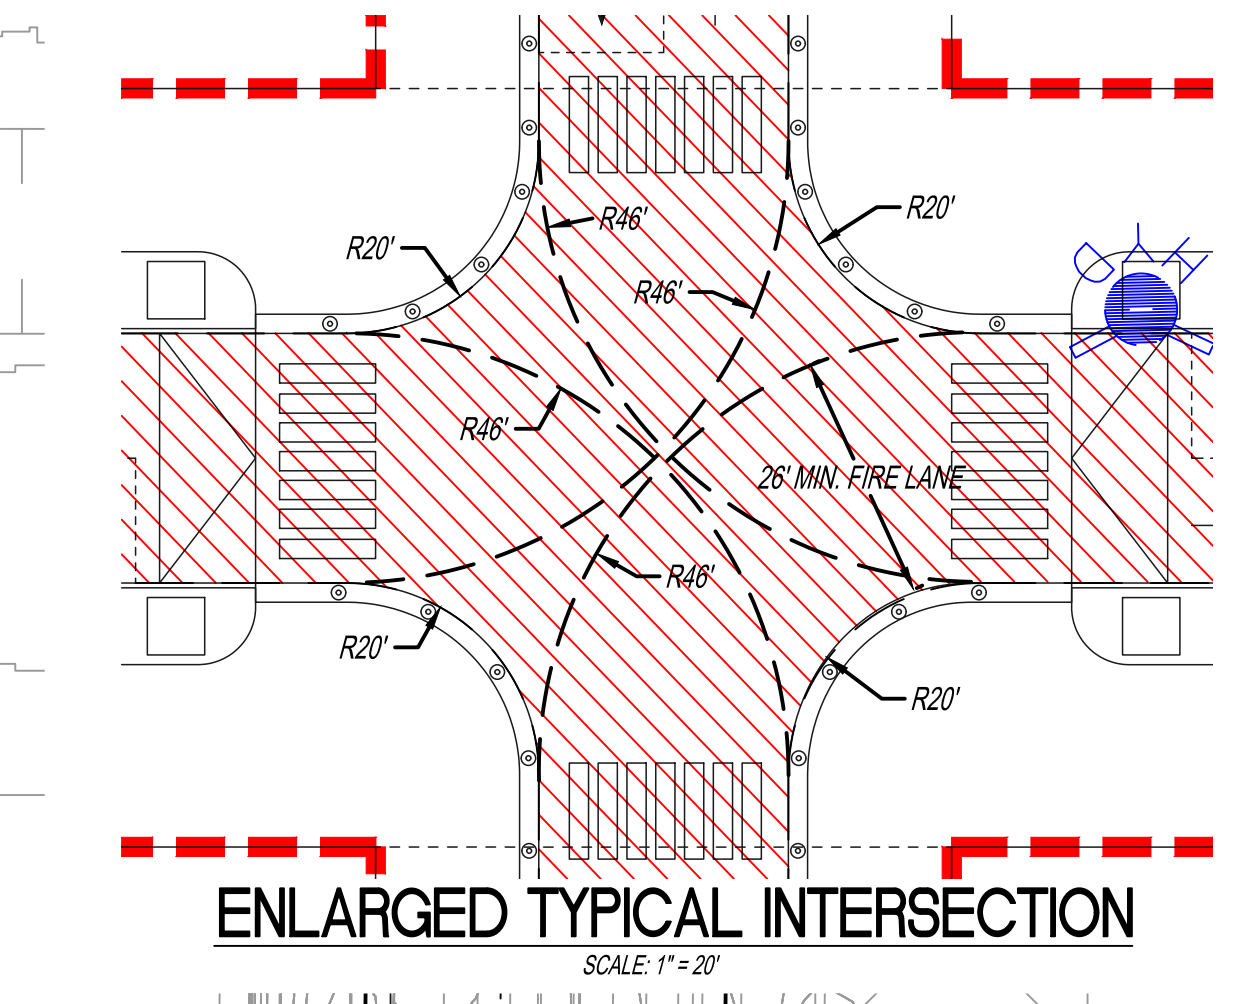 R46'
R20'
R20'
R46'
R46'
26' MIN. FIRE LANE
R46'
R20'
R20'
ENLARGED TYPICAL INTERSECTION
SCALE: 1" = 20'